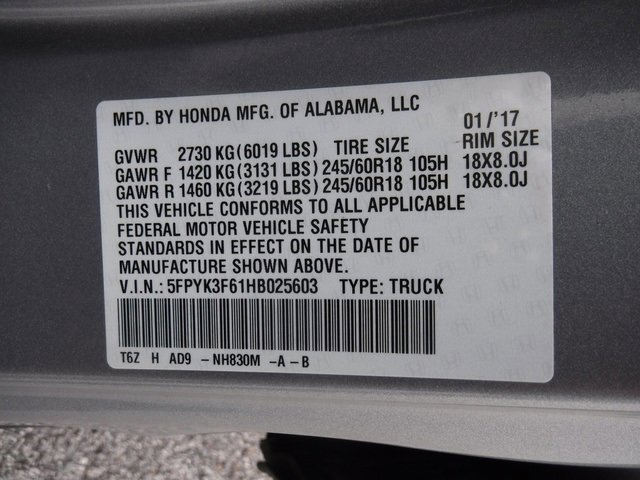 MFD. BY HONDA MFG. OF ALABAMA, LLC
01/'17
GVWR 2730 KG(6019 LBS) TIRE SIZE RIM SIZE
GAWR F 1420 KG(3131 LBS) 245/60R18 105H 18X8.0J
GAWR R 1460 KG(3219 LBS) 245/60R18 105H 18X8.0J
THIS VEHICLE CONFORMS TO ALL APPLICABLE
FEDERAL MOTOR VEHICLE SAFETY
STANDARDS IN EFFECT ON THE DATE OF
MANUFACTURE SHOWN ABOVE.
V.I.N.: 5FPYK3F61HB025603 TYPE: TRUCK
T6Z H AD9 -NH830M -A-B